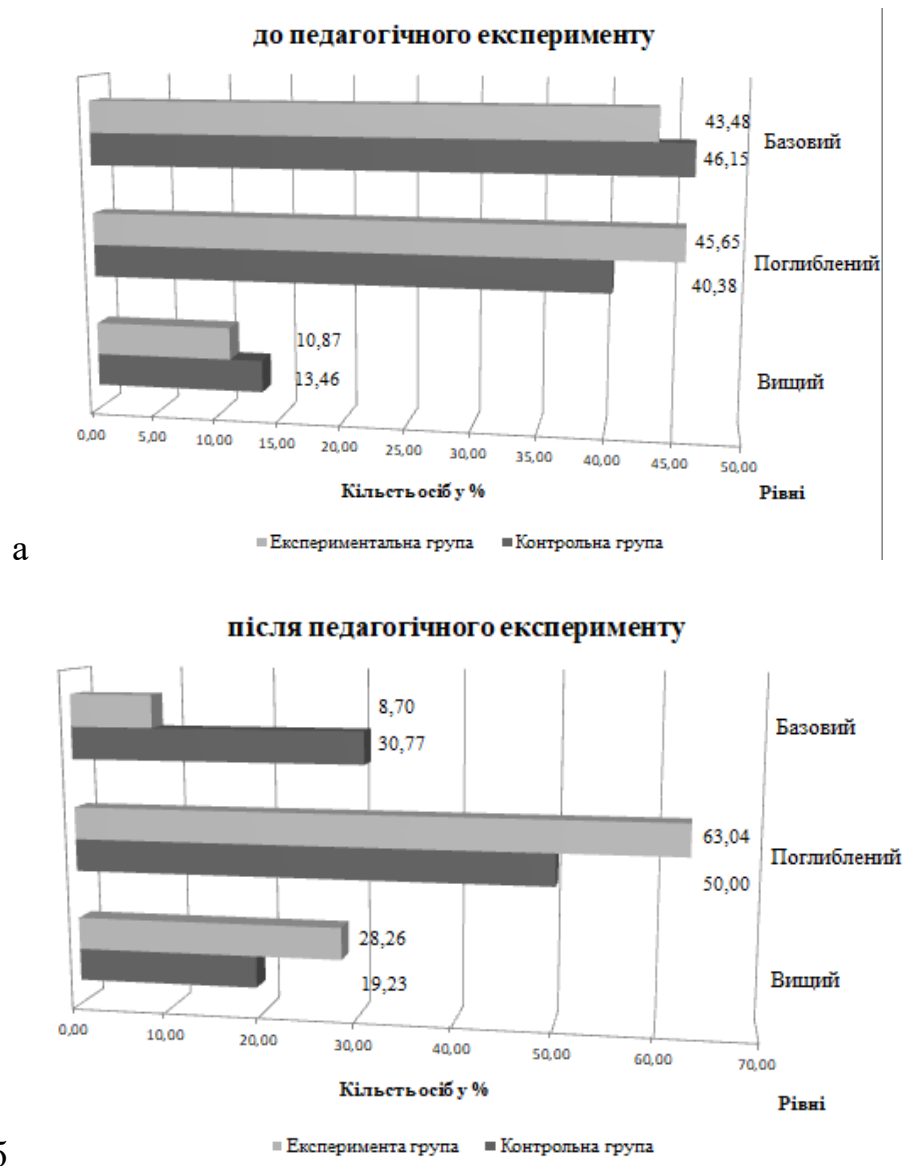 до педагогічного експерименту
43,48
Базовий
46,15
45,65
Поглиблений
40,38
10,87
Вищий
13,46
0,00 5,00 10,00 15,00 20,00 25,00 30,00 35,00 40,00 45,00 50,00
Кільсть осіб у % Рівні
Експериментальна група Контрольна група
а
після педагогічного експерименту
8,70
Базовий
30,77
63,04
Поглиблений
50,00
28,26
Вищий
19,23
0,00 10,00 20,00 30,00 40,00 50,00 60,00 70,00
Кільсть осіб у %
Рівні
Експеримента група Контрольна група
б